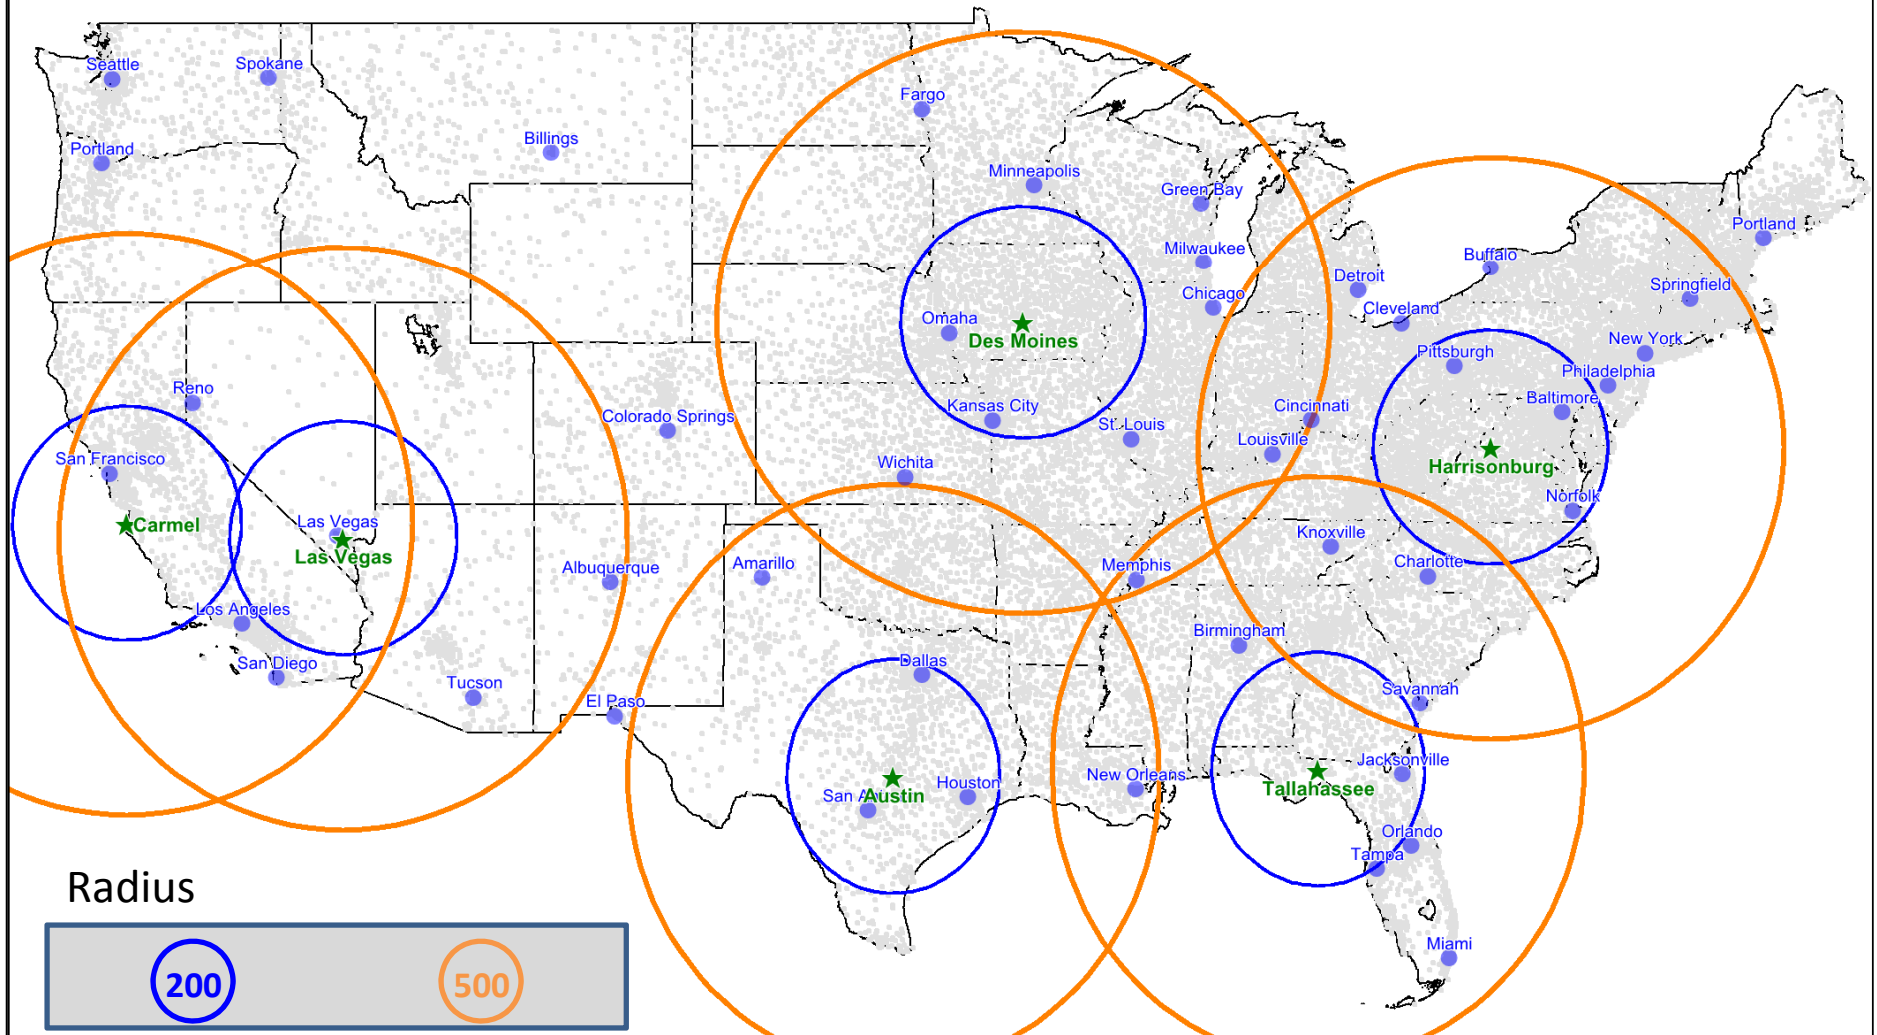 Seattle
Spokane
Fargo
Portland
Billings
Minneapolis
Green Bay
Portland
Milwaukee
Buffalo
Detroit
Springfield
Chicago
Cleveland
Omaha
Des Moines
New York
Pittsburgh
Philadelphia
Reno
Baltimore
Colorado Springs
Kansas City
Cincinnati
St. Louis
Louisville
San Francisco
Wichita
Harrisonburg
Norfolk
Carmel
Las Vegas
Las Vegas
Knoxville
Albuquerque
Amarillo
Memphis
Charlotte
Los Angeles
Birmingham
San Diego
Dallas
Tucson
El Paso
Savannah
Jacksonville
New Orleans
Houston
San A
Austin
Tallahassee
Orlando
Tampa
Radius
Miami
200
500